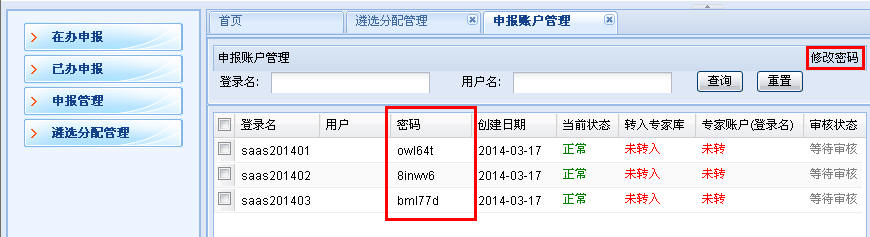 首页 遴选分配管理 申报账户管理
在办申报
已办申报
申报管理
遴选分配管理
申报账户管理 修改密码
登录名: 用户名: 查询 重置
登录名 用户 密码 创建日期 当前状态 转入专家库 专家账户(登录名) 审核状态
saas201401 owl64t 2014-03-17 正常 未转入 未转 等待审核
saas201402 8inwv6 2014-03-17 正常 未转入 未转 等待审核
saas201403 bml77d 2014-03-17 正常 未转入 未转 等待审核